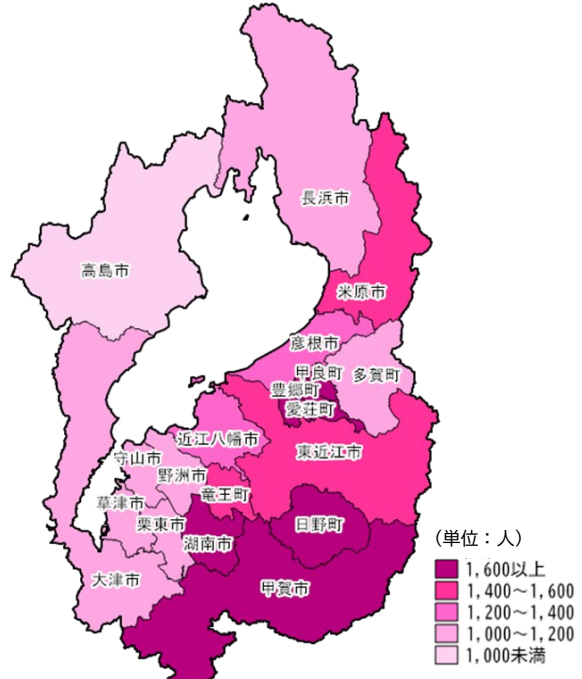 長浜市
高島市
米原市
彦根市
甲良町
多賀町
豊郷町
愛荘町
近江八幡市
東近江市
守山市
野洲市
竜王町
草津市
栗東市
日野町
湖南市
大津市
甲賀市
(単位：人)
1,600以上
1,400～1,600
1,200～1,400
1,000～1,200
1,000未満